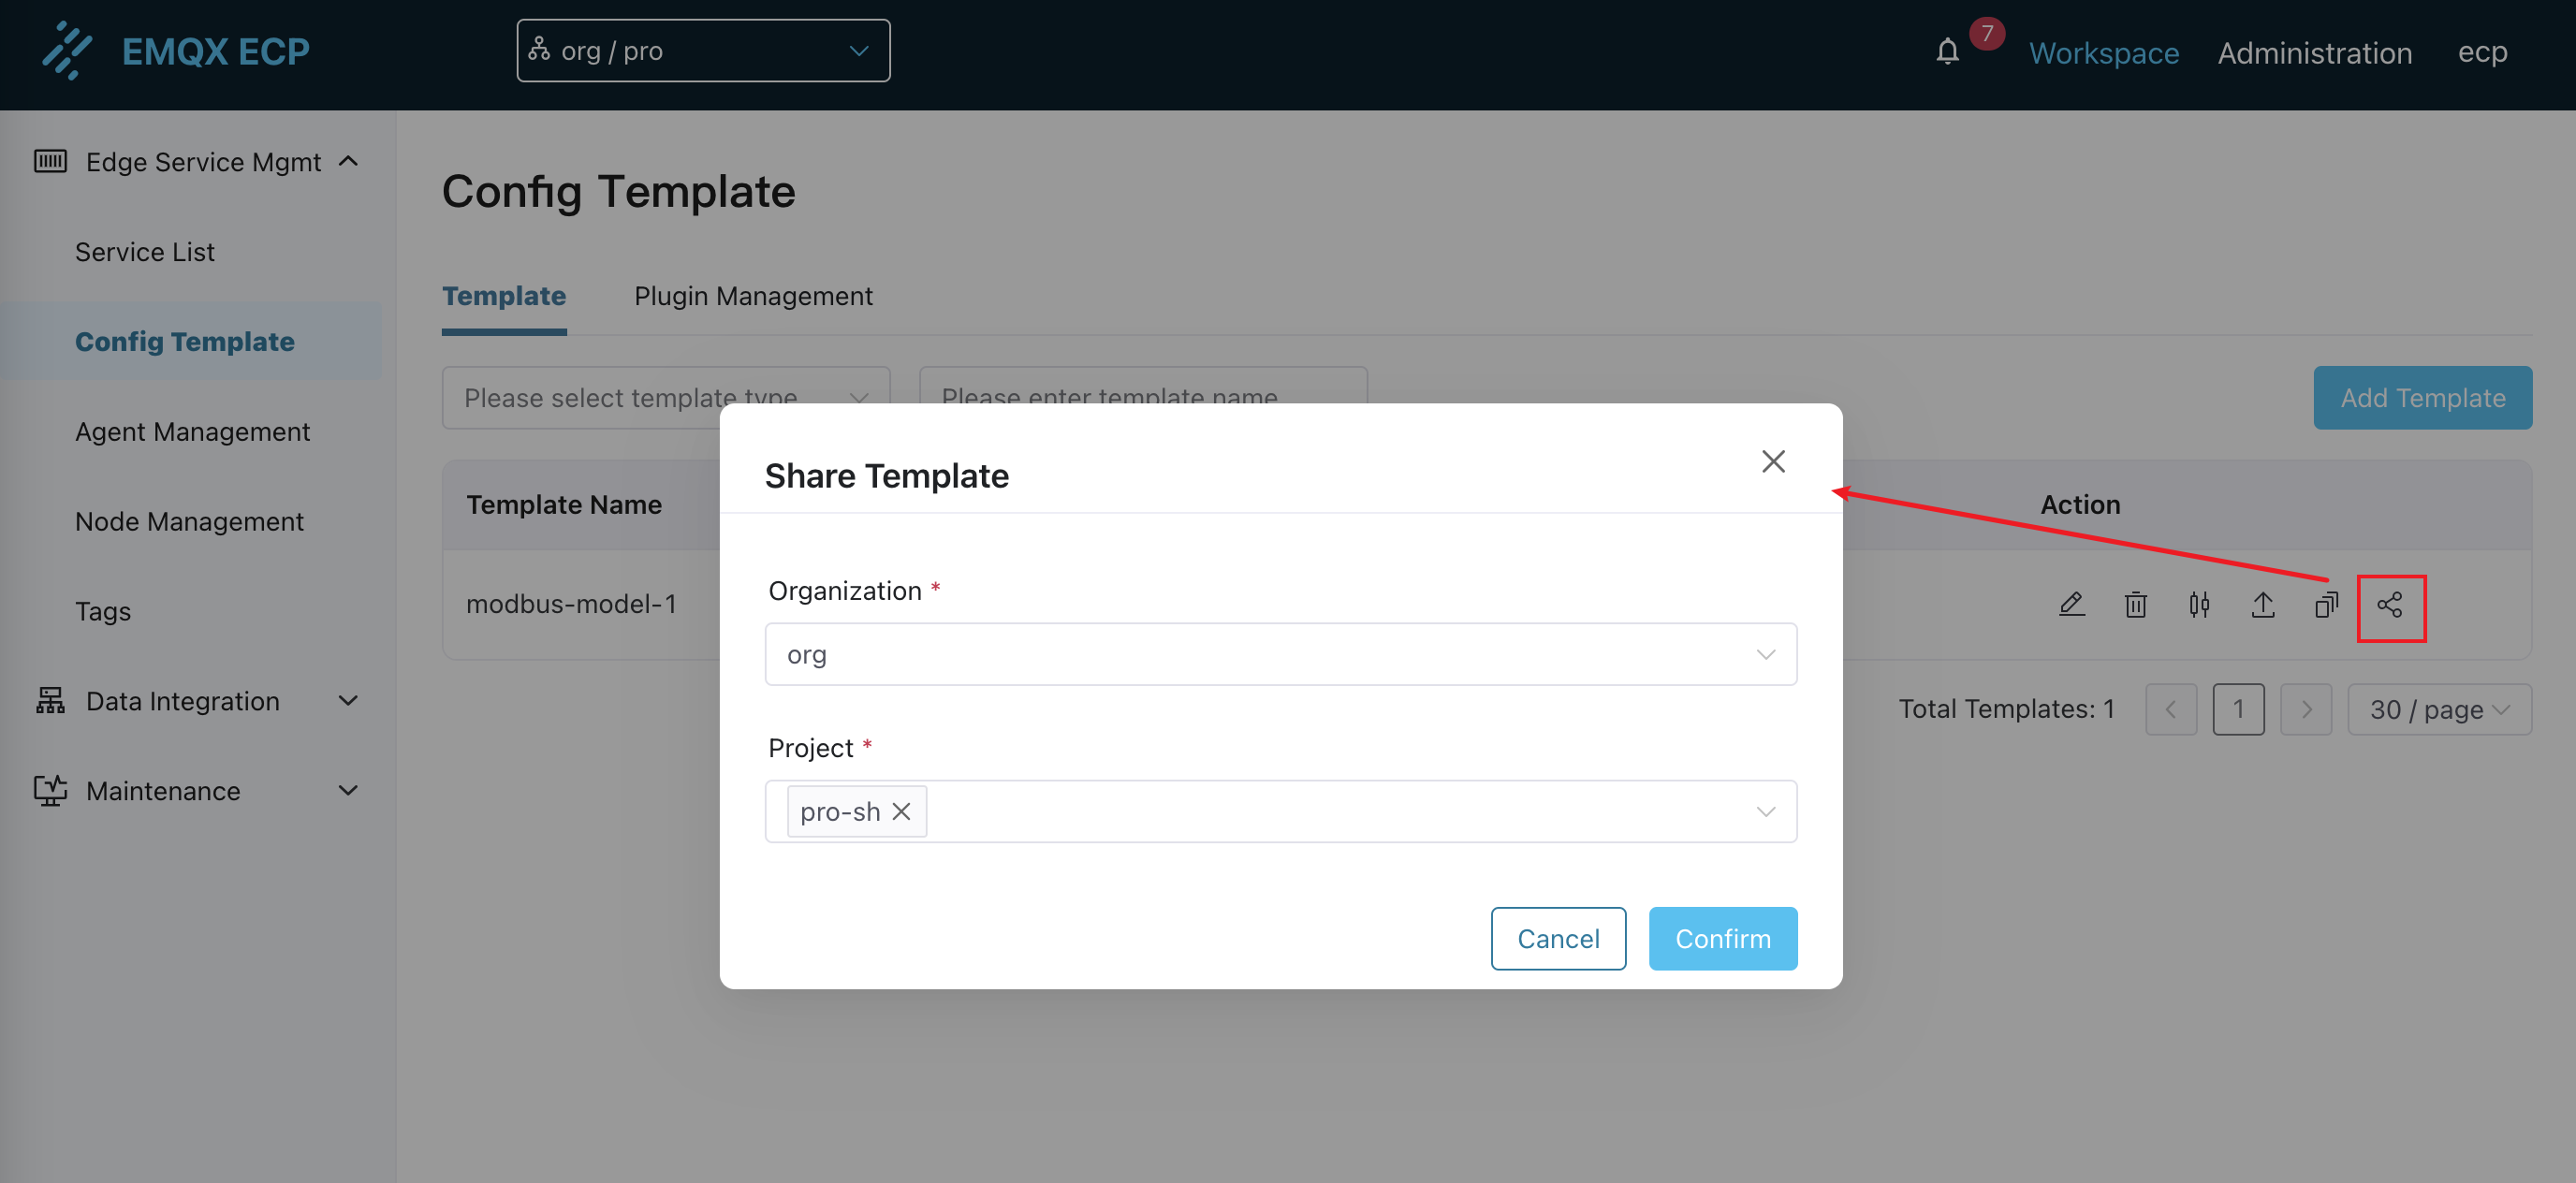 EMQX ECP
org / pro
7
Workspace
Administration
ecp
Edge Service Mgmt
Service List
Config Template
Agent Management
Node Management
Tags
Data Integration
Maintenance
Config Template
Template
Plugin Management
Please select template type
Please enter template name
Add Template
Template Name
Action
modbus-model-1
Total Templates: 1
1
30 / page
Share Template
Organization *
org
Project *
pro-sh
Cancel
Confirm